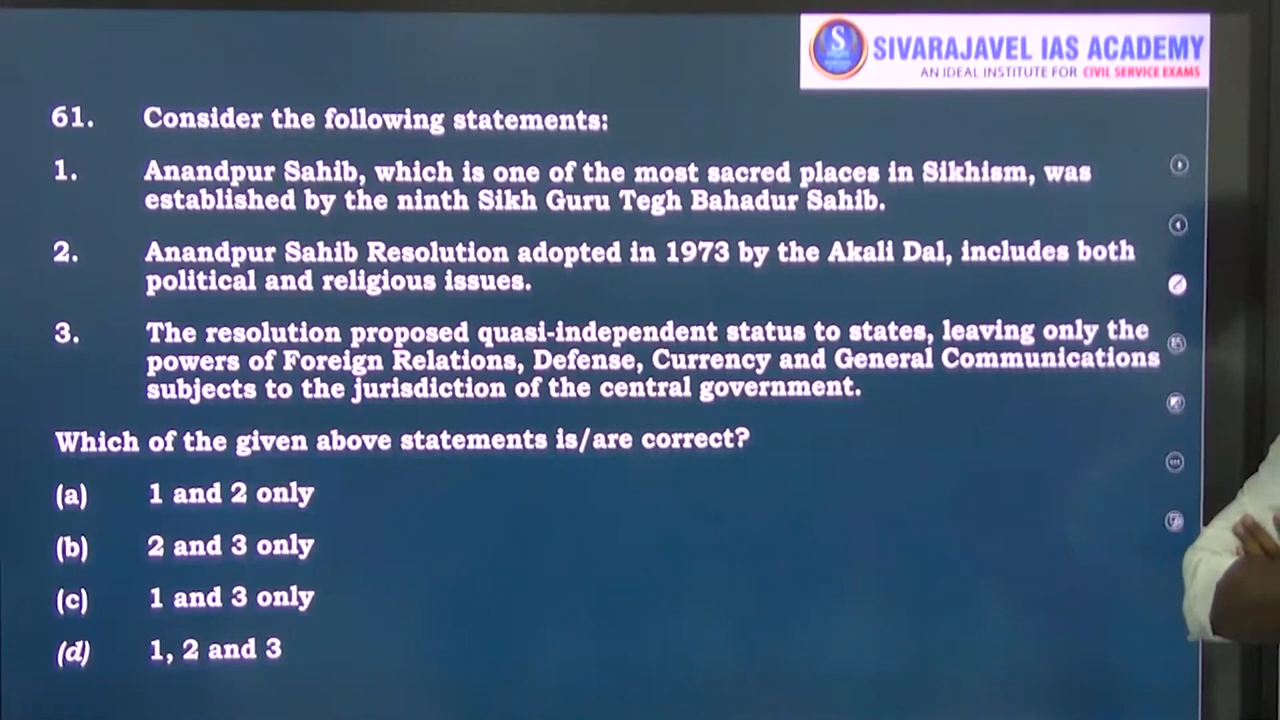 SIVARAJAVEL IAS ACADEMY
AN IDEAL INSTITUTE FOR CIVIL SERVICE EXAMS
61. Consider the following statements:
1. Anandpur Sahib, which is one of the most sacred places in Sikhism, was
established by the ninth Sikh Guru Tegh Bahadur Sahib.
2. Anandpur Sahib Resolution adopted in 1973 by the Akali Dal, includes both
political and religious issues.
3. The resolution proposed quasi-independent status to states, leaving only the
powers of Foreign Relations, Defense, Currency and General Communications
subjects to the jurisdiction of the central government.
Which of the given above statements is/are correct?
(a) 1 and 2 only
(b) 2 and 3 only
(c) 1 and 3 only
(d) 1, 2 and 3